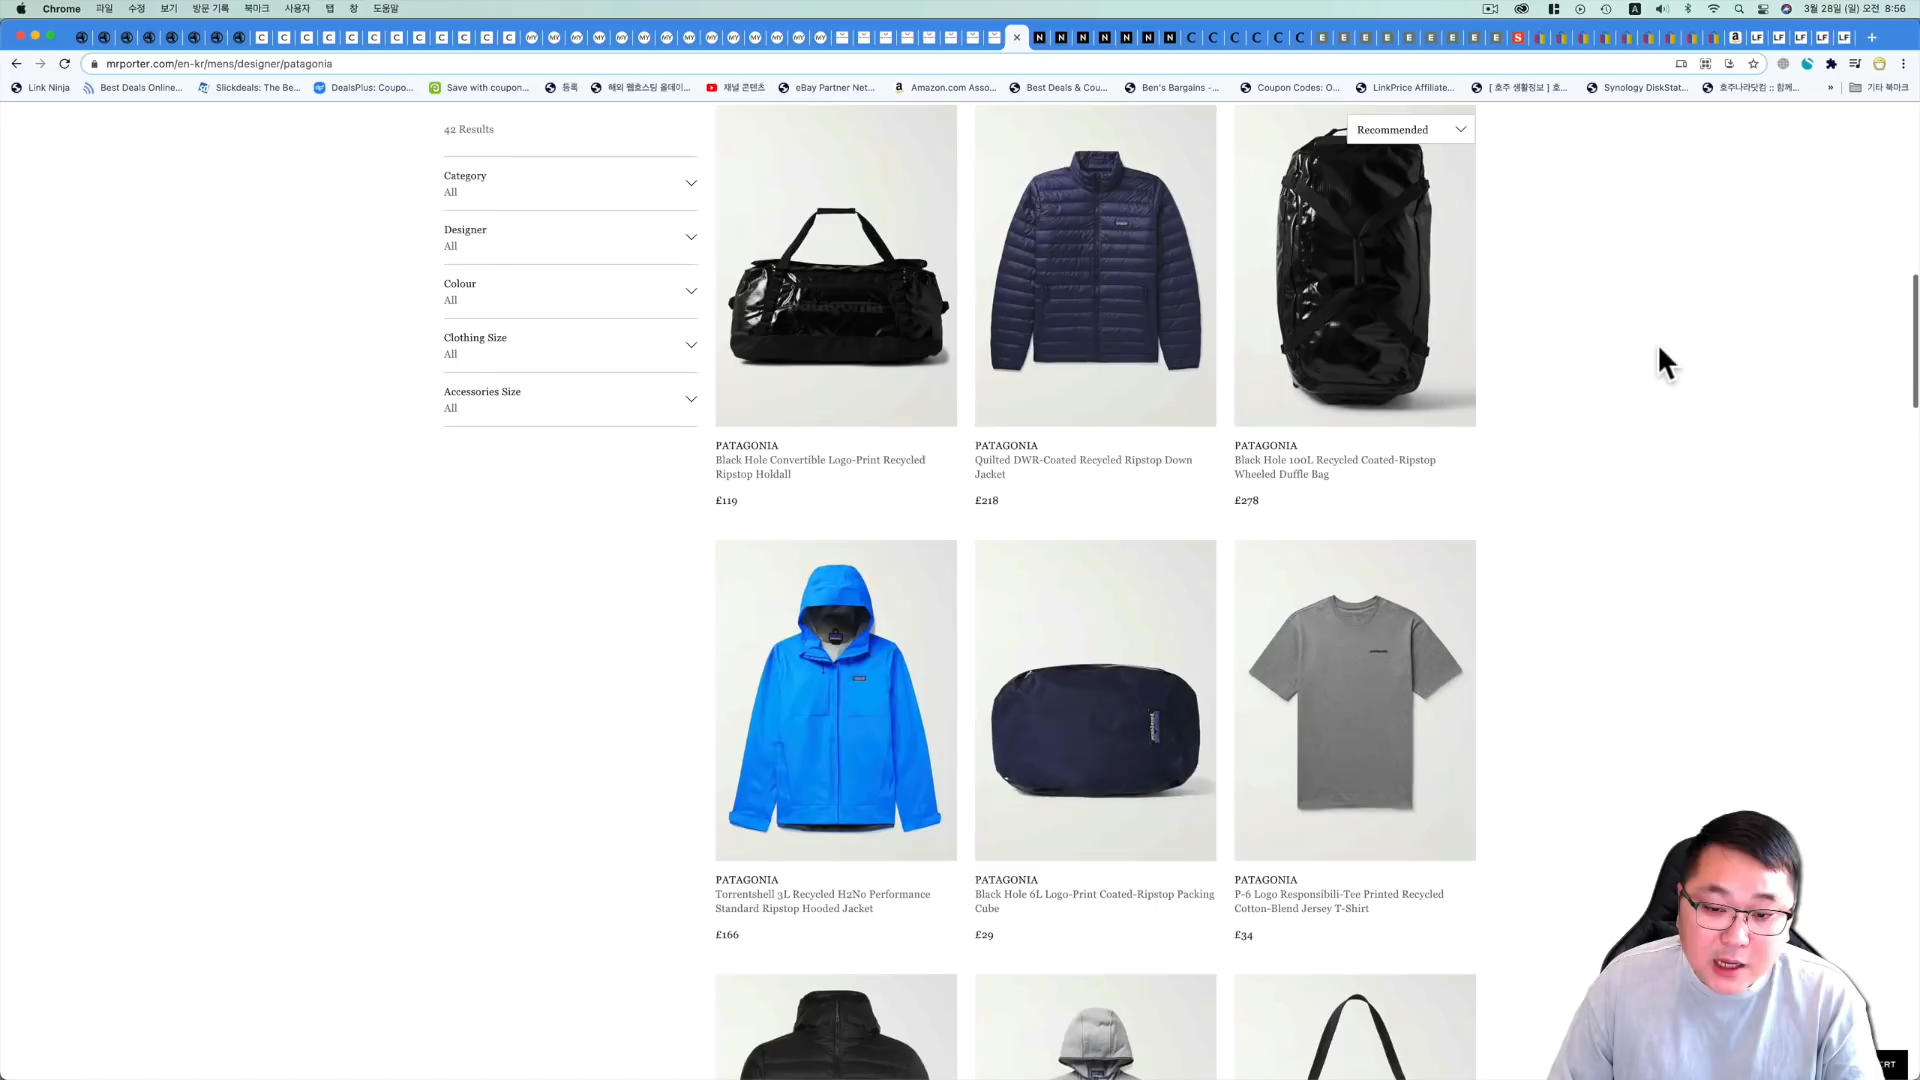 Chrome 파일 수정 보기 방문 기록 북마크 사용자 탭 창 도움말
3월 28일 (일) 오전 8:56
mrporter.com/en-kr/mens/designer/patagonia
Link Ninja Best Deals Online... Slickdeals: The Be... DealsPlus: Coupo... Save with coupon... 등록 해외 웹호스팅 올데이... 채널 콘텐츠 eBay Partner Net... Amazon.com Asso... Best Deals & Cou... Ben's Bargains -... Coupon Codes: O... LinkPrice Affiliate... [ 호주 생활정보 ] 호... Synology DiskStat... 호주나라닷컴 :: 함께... » 기타 북마크
42 Results
Recommended
Category
All
Designer
All
Colour
All
Clothing Size
All
Accessories Size
All
patagonia
PATAGONIA
Black Hole Convertible Logo-Print Recycled
Ripstop Holdall
£119
PATAGONIA
Quilted DWR-Coated Recycled Ripstop Down
Jacket
£218
PATAGONIA
Black Hole 100L Recycled Coated-Ripstop
Wheeled Duffle Bag
£278
PATAGONIA
Torrentshell 3L Recycled H2No Performance
Standard Ripstop Hooded Jacket
£166
PATAGONIA
Black Hole 6L Logo-Print Coated-Ripstop Packing
Cube
£29
PATAGONIA
P-6 Logo Responsibili-Tee Printed Recycled
Cotton-Blend Jersey T-Shirt
£34